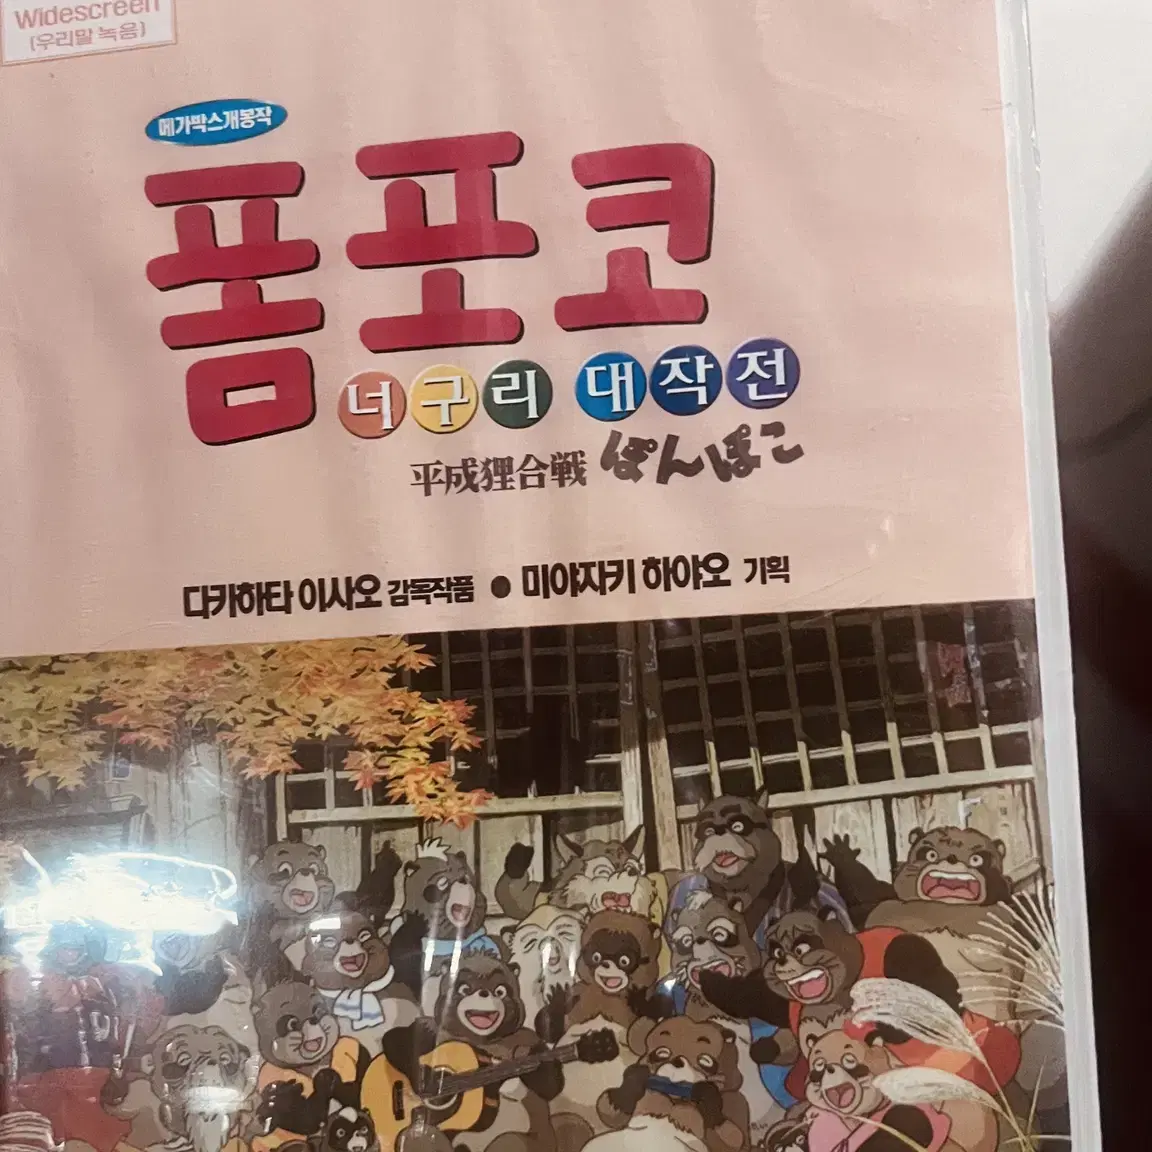 Widescreen
(우리말 녹음)
메가박스개봉작
폼포코
너구리 대작전
平成狸合戦 ぽんぽこ
다카하타 이사오 감독작품 ● 미야자키 하야오 기획